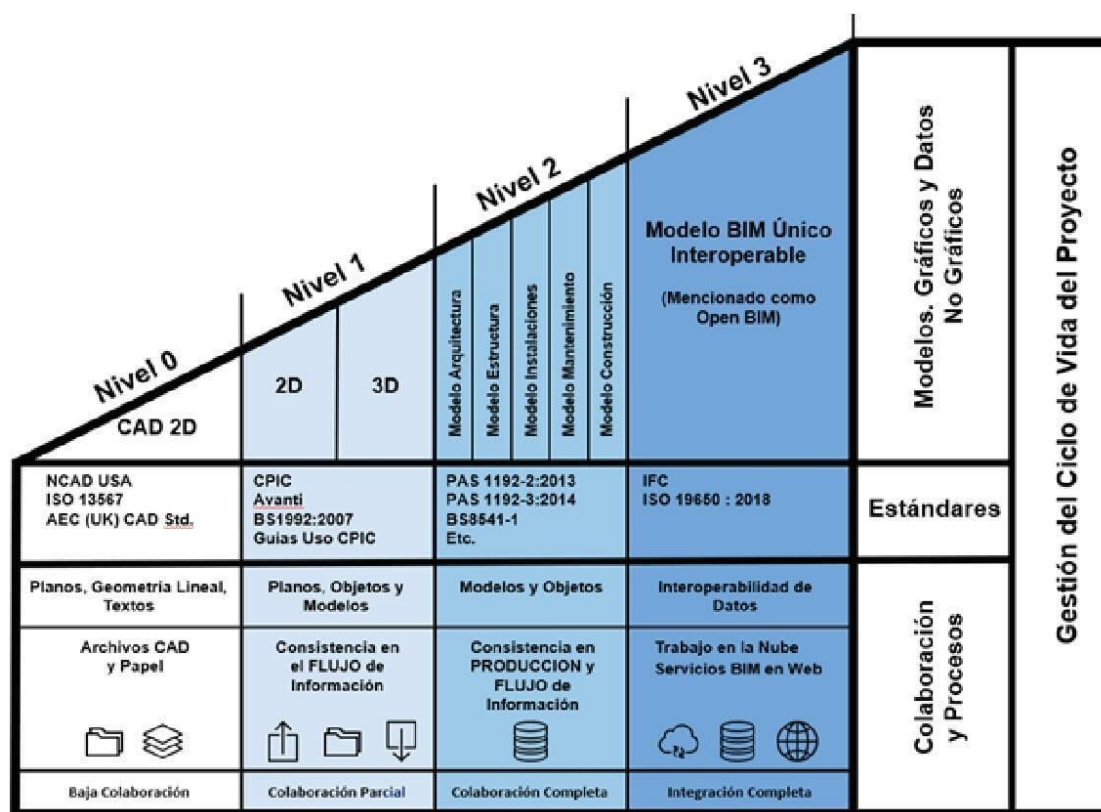 Nivel 0
Nivel 1
Nivel 2
Nivel 3
CAD 2D
2D
3D
Modelo Arquitectura
Modelo Estructura
Modelo Instalaciones
Modelo Mantenimiento
Modelo Construcción
Modelo BIM Único
Interoperable
(Mencionado como
Open BIM)
Modelos. Gráficos y Datos
No Gráficos
Gestión del Ciclo de Vida del Proyecto
NCAD USA
ISO 13567
AEC (UK) CAD Std.
CPIC
Avanti
BS1992:2007
Guias Uso CPIC
PAS 1192-2:2013
PAS 1192-3:2014
BS8541-1
Etc.
IFC
ISO 19650 : 2018
Estándares
Planos, Geometría Lineal,
Textos
Planos, Objetos y
Modelos
Modelos y Objetos
Interoperabilidad de
Datos
Archivos CAD
y Papel
Consistencia en
el FLUJO de
Información
Consistencia en
PRODUCCION y
FLUJO de
Información
Trabajo en la Nube
Servicios BIM en Web
Colaboración
y Procesos
Baja Colaboración
Colaboración Parcial
Colaboración Completa
Integración Completa